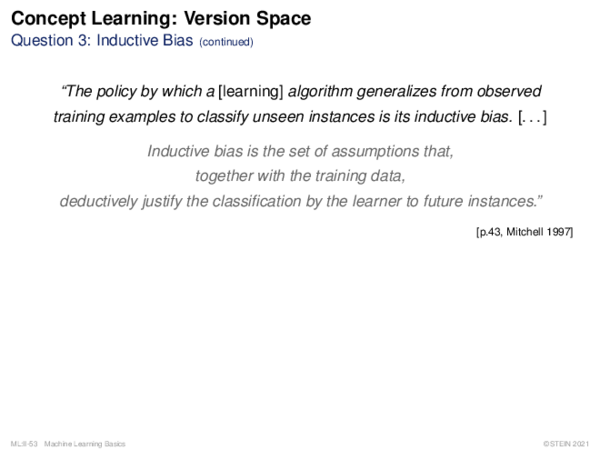 Concept Learning: Version Space
Question 3: Inductive Bias (continued)
“The policy by which a [learning] algorithm generalizes from observed
training examples to classify unseen instances is its inductive bias. [...]
Inductive bias is the set of assumptions that,
together with the training data,
deductively justify the classification by the learner to future instances.”
[p.43, Mitchell 1997]
ML:II-53 Machine Learning Basics ©STEIN 2021